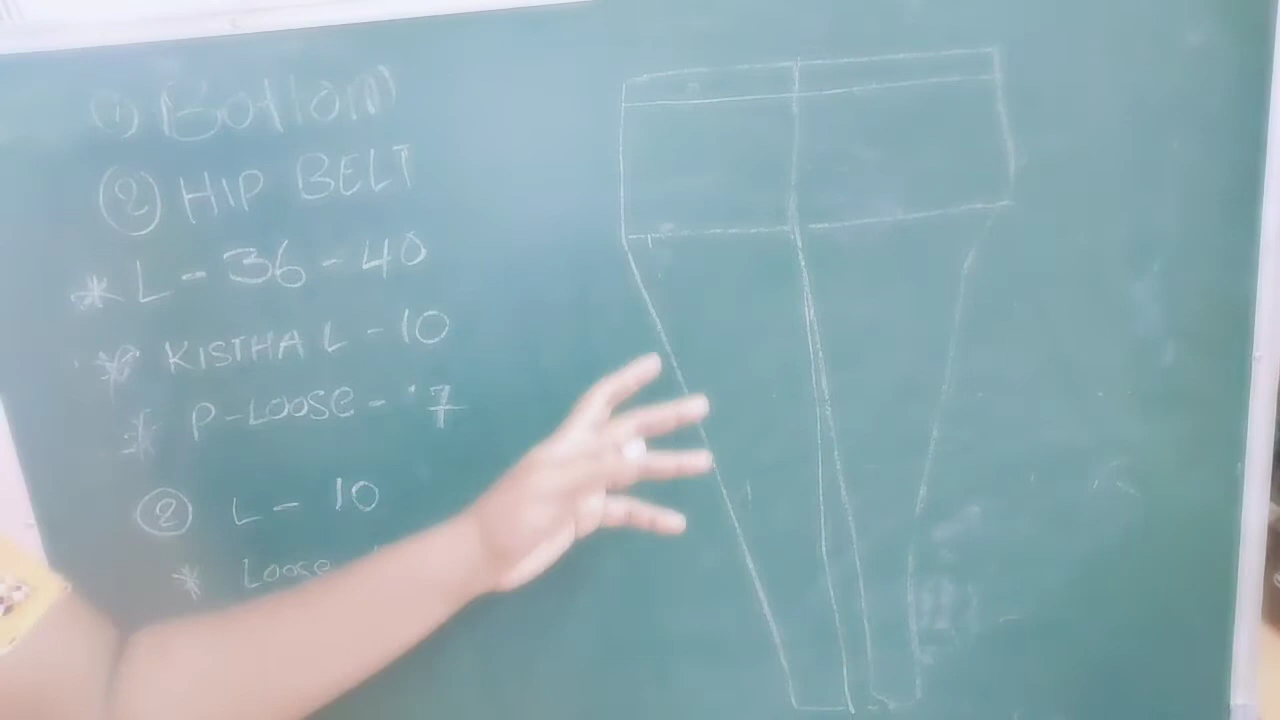 ① Bottom
② HIP BELT
* L - 36 - 40
* KISTHA L - 10
* P-LOOSE - 7
② L - 10
* Loose